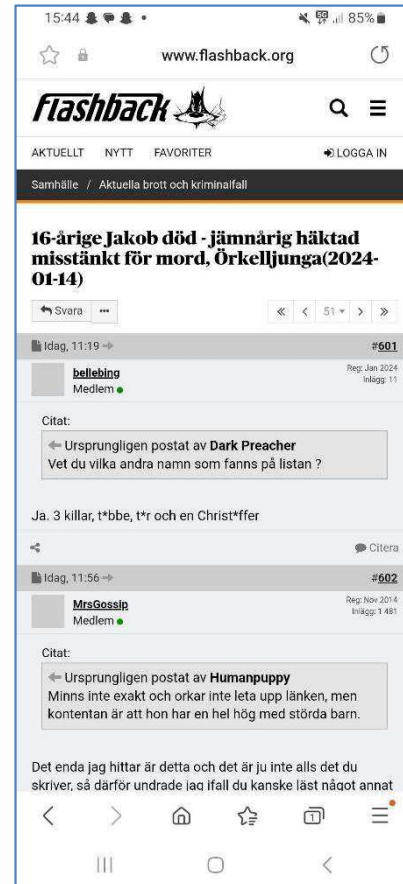 15:44
5G 85%
www.flashback.org
flashback
AKTUELLT NYTT FAVORITER LOGGA IN
Samhälle / Aktuella brott och kriminalfall
16-årige Jakob död - jämnårig häktad
misstänkt för mord, Örkelljunga(2024-
01-14)
Svara ... « < 51 > »
Idag, 11:19 #601
bellebing Reg: Jan 2024
Medlem Inlägg: 11
Citat:
Ursprungligen postat av Dark Preacher
Vet du vilka andra namn som fanns på listan ?
Ja. 3 killar, t*bbe, t*r och en Christ*ffer
Citera
Idag, 11:56 #602
MrsGossip Reg: Nov 2014
Medlem Inlägg: 1 481
Citat:
Ursprungligen postat av Humanpuppy
Minns inte exakt och orkar inte leta upp länken, men
kontentan är att hon har en hel hög med störda barn.
Det enda jag hittar är detta och det är ju inte alls det du
skriver, så därför undrade jag ifall du kanske läst något annat
1